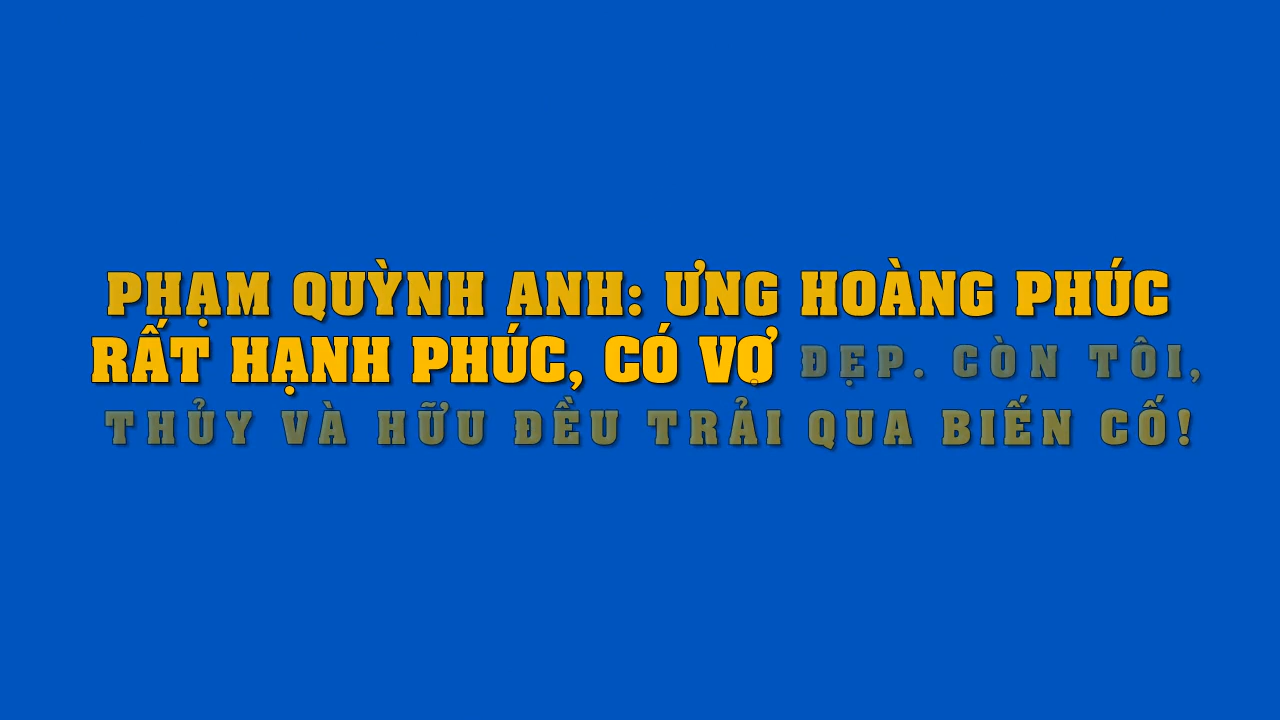 PHẠM QUỲNH ANH: ƯNG HOÀNG PHÚC
RẤT HẠNH PHÚC, CÓ VỢ ĐẸP. CÒN TÔI,
THỦY VÀ HỮU ĐỀU TRẢI QUA BIẾN CỐ!